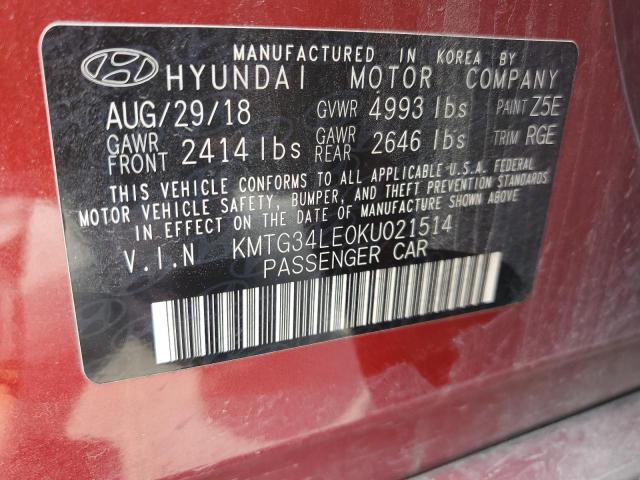 MANUFACTURED IN KOREA BY
HYUNDAI MOTOR COMPANY
AUG/29/18 GVWR 4993 lbs PAINT Z5E
GAWR FRONT 2414 lbs GAWR REAR 2646 lbs TRIM RGE
THIS VEHICLE CONFORMS TO ALL APPLICABLE U.S.A. FEDERAL
MOTOR VEHICLE SAFETY, BUMPER, AND THEFT PREVENTION STANDARDS
IN EFFECT ON THE DATE OF MANUFACTURE SHOWN ABOVE.
V.I.N KMTG34LE0KU021514
PASSENGER CAR